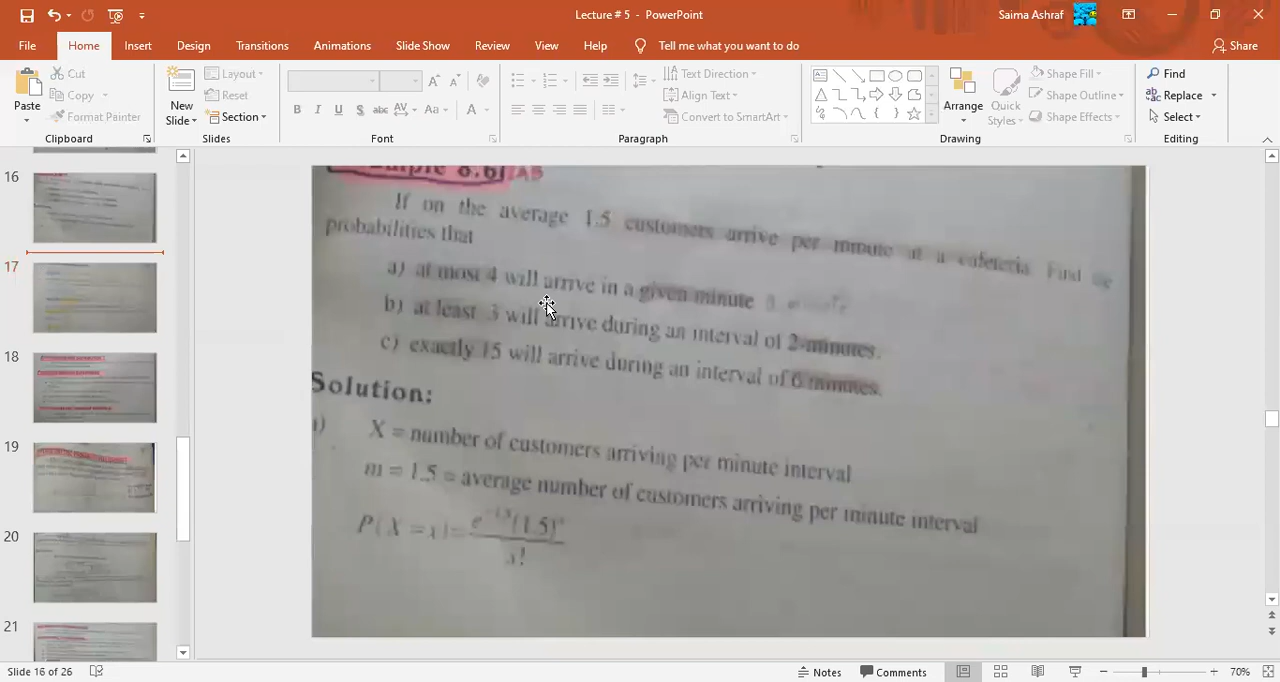 Lecture # 5 - PowerPoint
Saima Ashraf
File Home Insert Design Transitions Animations Slide Show Review View Help Tell me what you want to do
Share
Cut
Copy
Format Painter
Paste
Clipboard
New Slide
Layout
Reset
Section
Slides
B I U S abc AV Aa A
Font
Text Direction
Align Text
Convert to SmartArt
Paragraph
Arrange
Quick Styles
Shape Fill
Shape Outline
Shape Effects
Drawing
Find
Replace
Select
Editing
16
17
18
19
20
21
If on the average 1.5 customers arrive per minute at a cafeteria. Find the
probabilities that
a) at most 4 will arrive in a given minute
b) at least 3 will arrive during an interval of 2-minutes.
c) exactly 15 will arrive during an interval of 6 minutes.
Solution:
X = number of customers arriving per minute interval
m = 1.5 = average number of customers arriving per minute interval
P(X = x) = e^-1.5 (1.5)^x
x!
Slide 16 of 26
Notes
Comments
70%